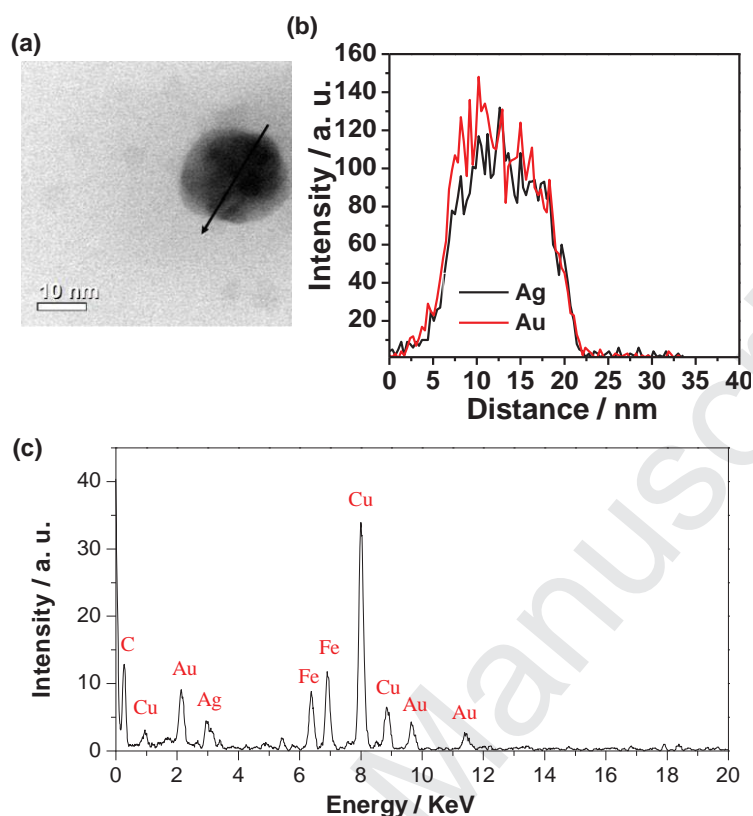 (a)
10 nm
(b)
160
140
120
100
80
60
40
20
Intensity / a. u.
Ag
Au
0 5 10 15 20 25 30 35 40
Distance / nm
(c)
40
30
20
10
0
Intensity / a. u.
C
Cu
Au
Ag
Fe
Fe
Cu
Cu
Au
Au
0 2 4 6 8 10 12 14 16 18 20
Energy / KeV
Manuscri